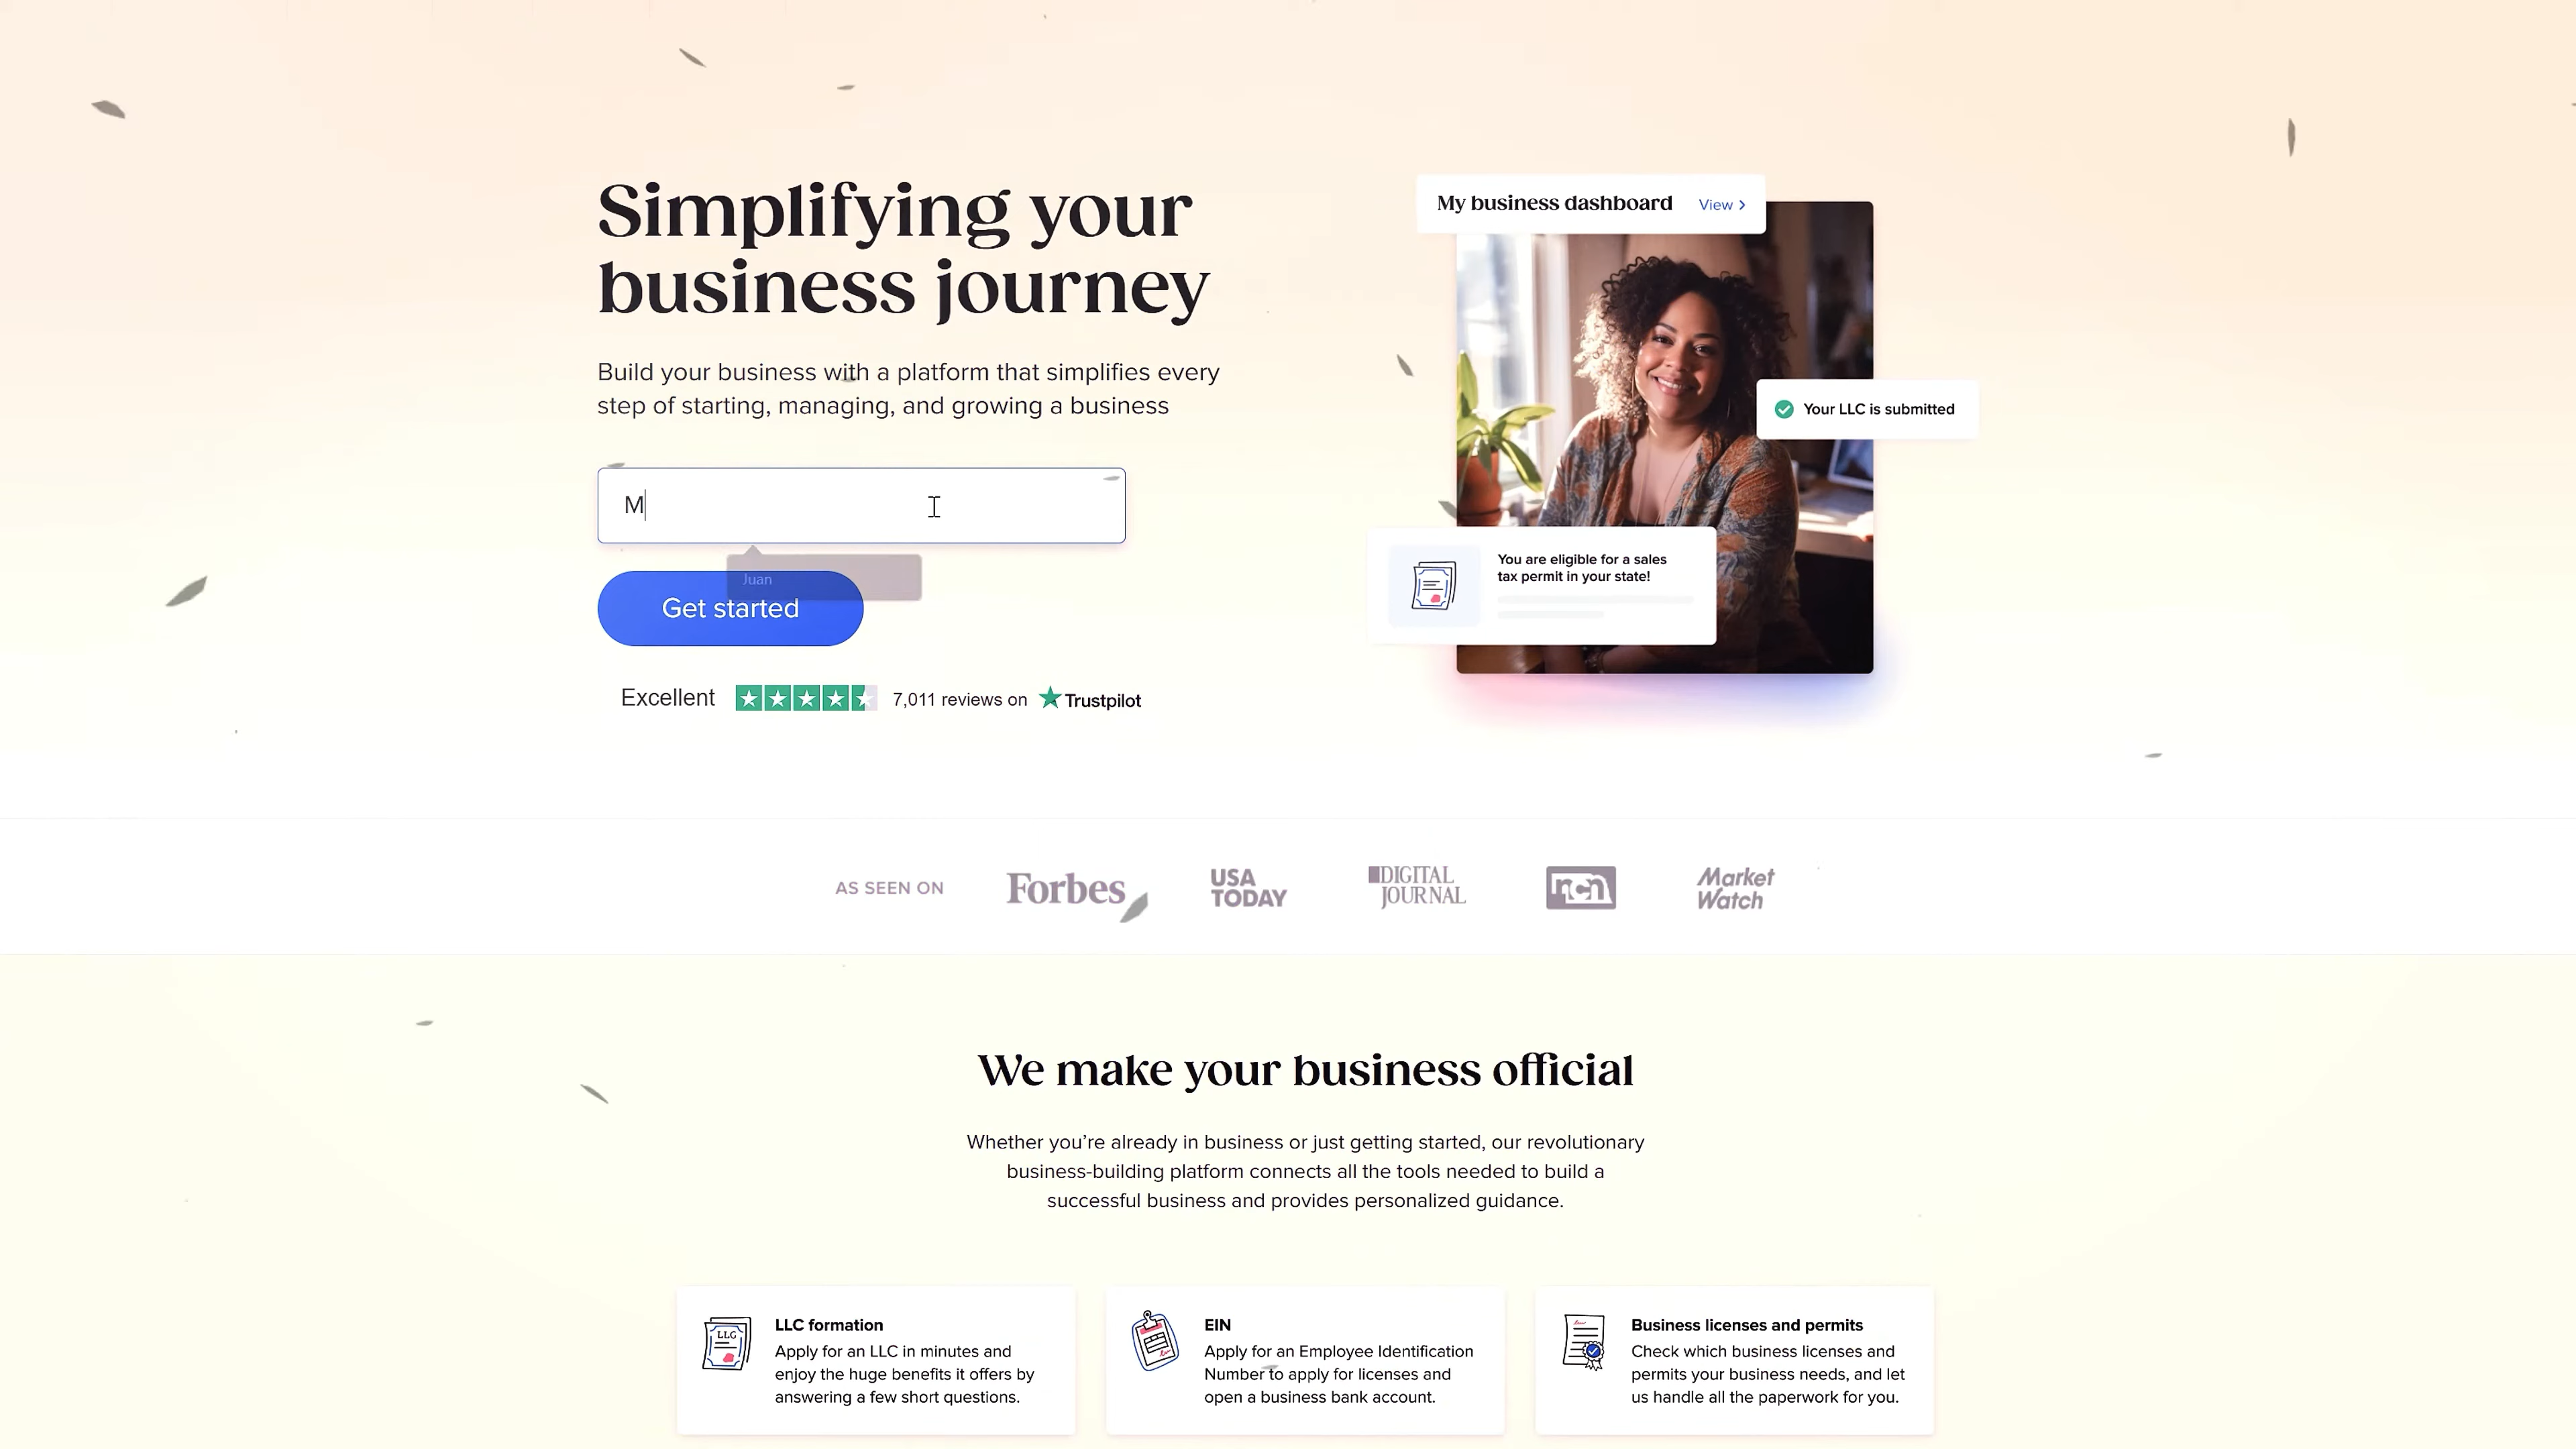 Simplifying your
business journey
Build your business with a platform that simplifies every
step of starting, managing, and growing a business
M
Juan
Get started
Excellent
7,011 reviews on Trustpilot
My business dashboard View >
Your LLC is submitted
You are eligible for a sales
tax permit in your state!
AS SEEN ON
Forbes
USA
TODAY
DIGITAL
JOURNAL
ncn
Market
Watch
We make your business official
Whether you’re already in business or just getting started, our revolutionary
business-building platform connects all the tools needed to build a
successful business and provides personalized guidance.
LLC
LLC formation
Apply for an LLC in minutes and
enjoy the huge benefits it offers by
answering a few short questions.
EIN
Apply for an Employee Identification
Number to apply for licenses and
open a business bank account.
Business licenses and permits
Check which business licenses and
permits your business needs, and let
us handle all the paperwork for you.